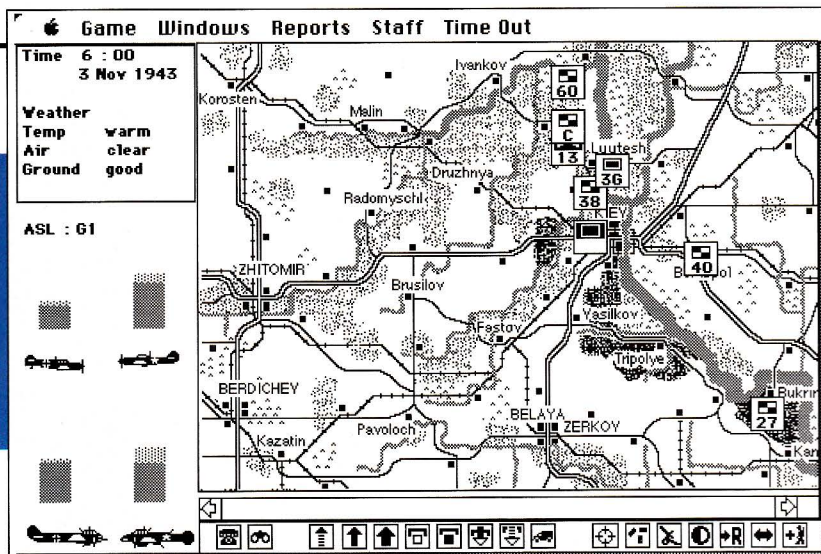 Game Windows Reports Staff Time Out
Time 6 : 00
3 Nov 1943
Weather
Temp warm
Air clear
Ground good
ASL : G1
Ivankov
60
Korosten
Malin
C
13
Lyutesh
36
Druzhnya
38
Radomyschl
KIEV
40
ZHITOMIR
Brusilov
Vasilkov
Fastov
Tripolye
BERDICHEV
Bukrin
27
BELAYA ZERKOV
Pavoloch
Kazatin
R